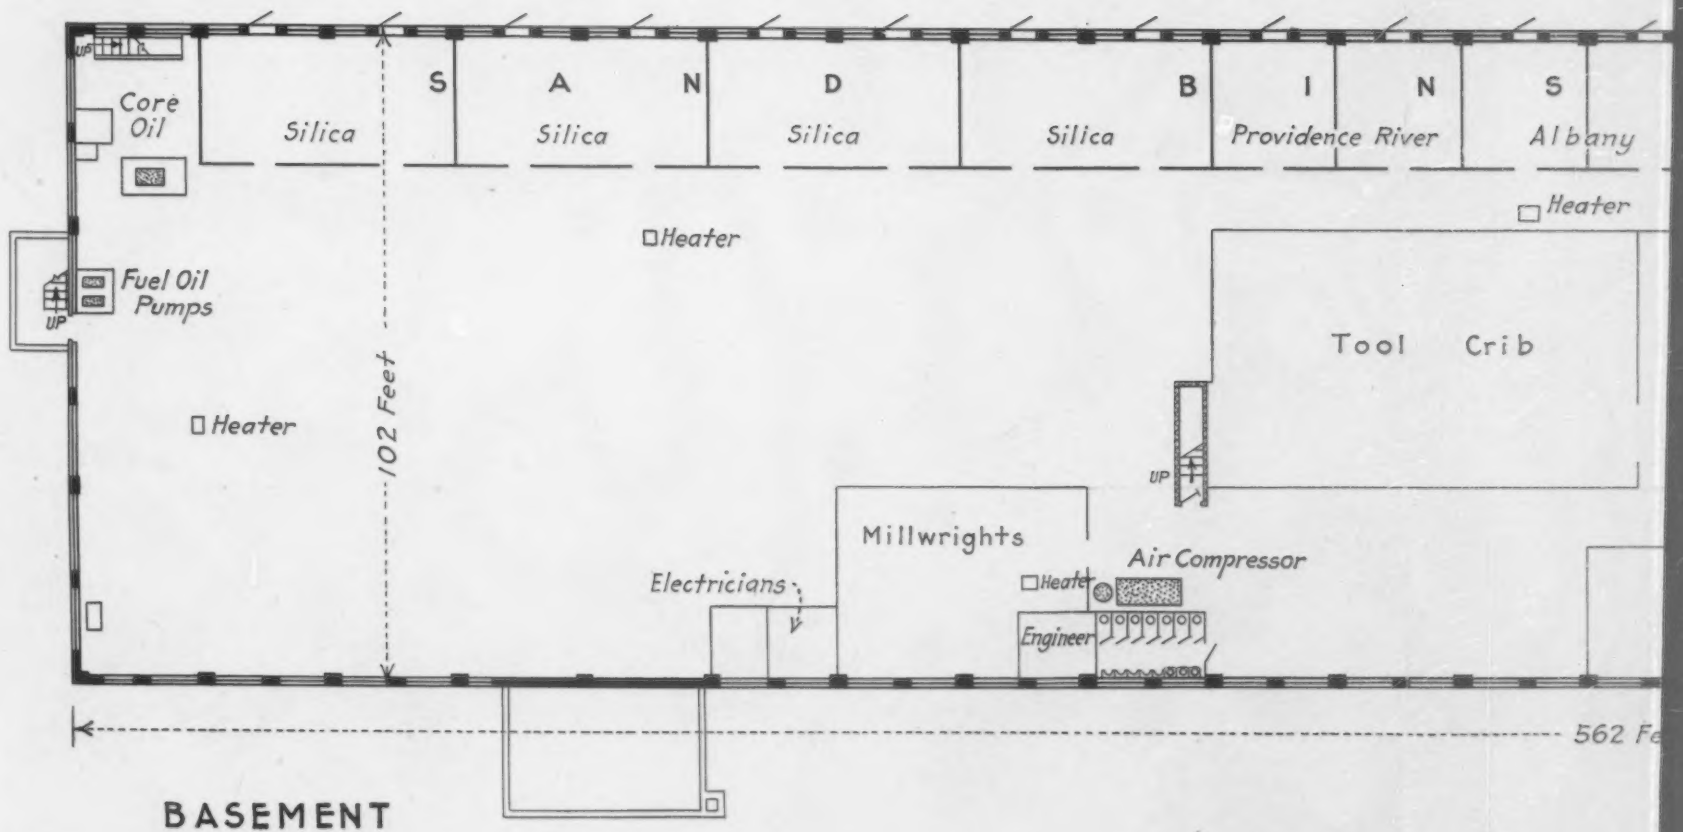 UP
S A N D B I N S
Core
Oil
Silica
Silica
Silica
Silica
Providence River
Albany
Heater
Heater
Fuel Oil
Pumps
UP
Tool Crib
102 Feet
Heater
UP
Millwrights
Air Compressor
Electricians
Heater
Engineer
562 Fe
BASEMENT